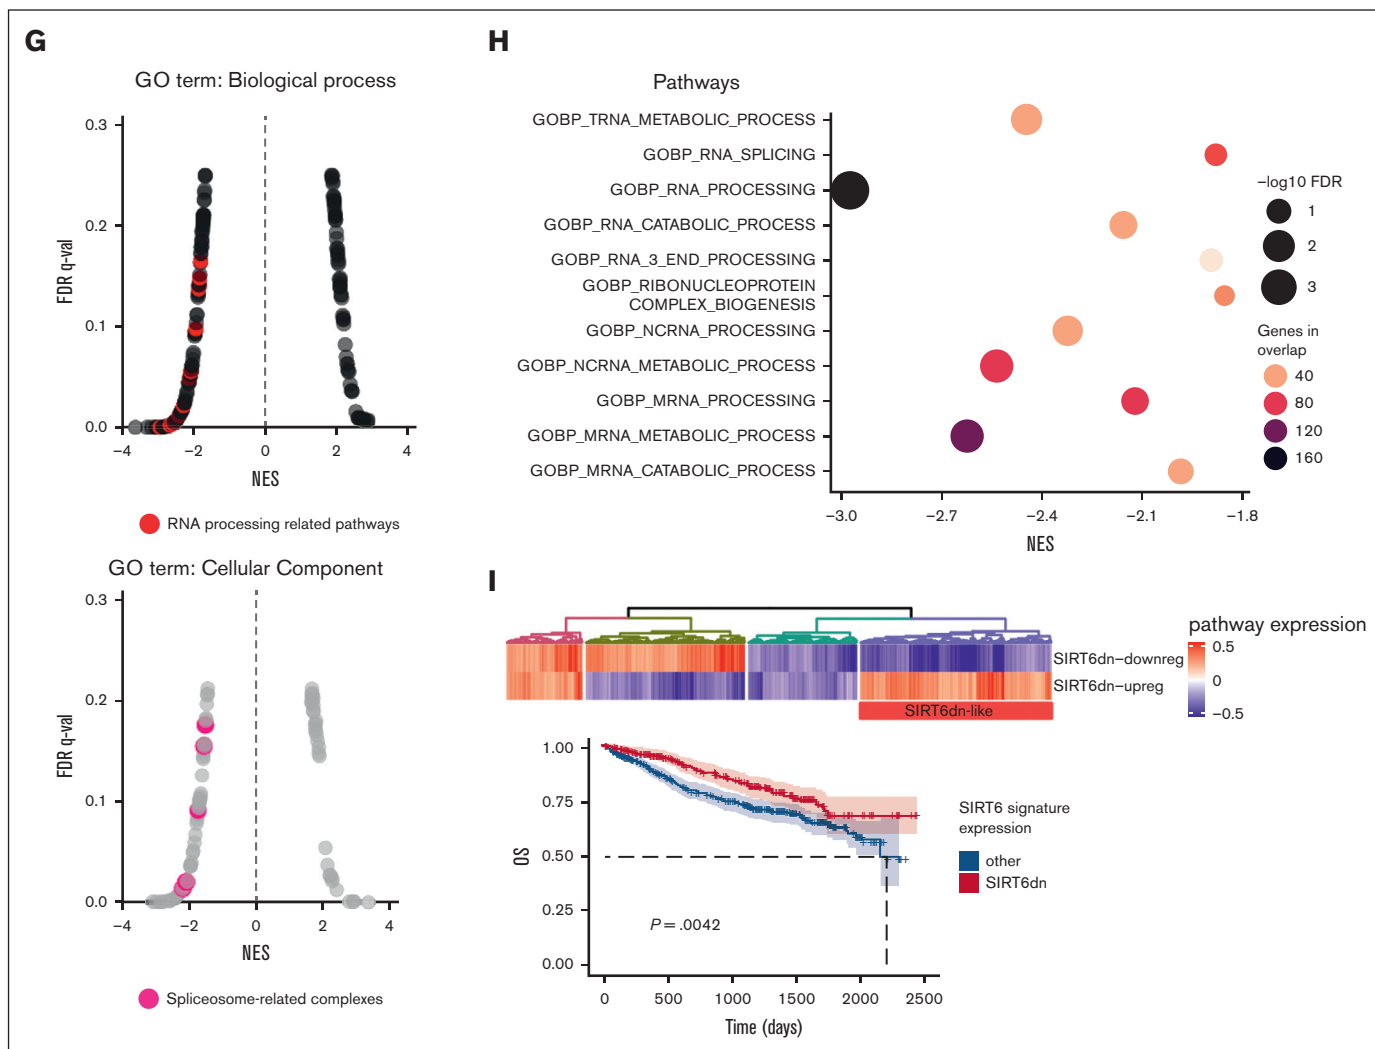 G
GO term: Biological process
0.3
0.2
0.1
0.0
FDR q-val
−4
−2
0
2
4
NES
RNA processing related pathways
GO term: Cellular Component
0.3
0.2
0.1
0.0
FDR q-val
−4
−2
0
2
4
NES
Spliceosome-related complexes
H
Pathways
GOBP_TRNA_METABOLIC_PROCESS
GOBP_RNA_SPLICING
GOBP_RNA_PROCESSING
GOBP_RNA_CATABOLIC_PROCESS
GOBP_RNA_3_END_PROCESSING
GOBP_RIBONUCLEOPROTEIN
COMPLEX_BIOGENESIS
GOBP_NCRNA_PROCESSING
GOBP_NCRNA_METABOLIC_PROCESS
GOBP_MRNA_PROCESSING
GOBP_MRNA_METABOLIC_PROCESS
GOBP_MRNA_CATABOLIC_PROCESS
−3.0
−2.7
−2.4
−2.1
−1.8
NES
−log10 FDR
1
2
3
Genes in
overlap
40
80
120
160
I
SIRT6dn−downreg
SIRT6dn−upreg
SIRT6dn-like
pathway expression
0.5
0
−0.5
1.00
0.75
0.50
0.25
0.00
OS
P = .0042
0
500
1000
1500
2000
2500
Time (days)
SIRT6 signature
expression
other
SIRT6dn